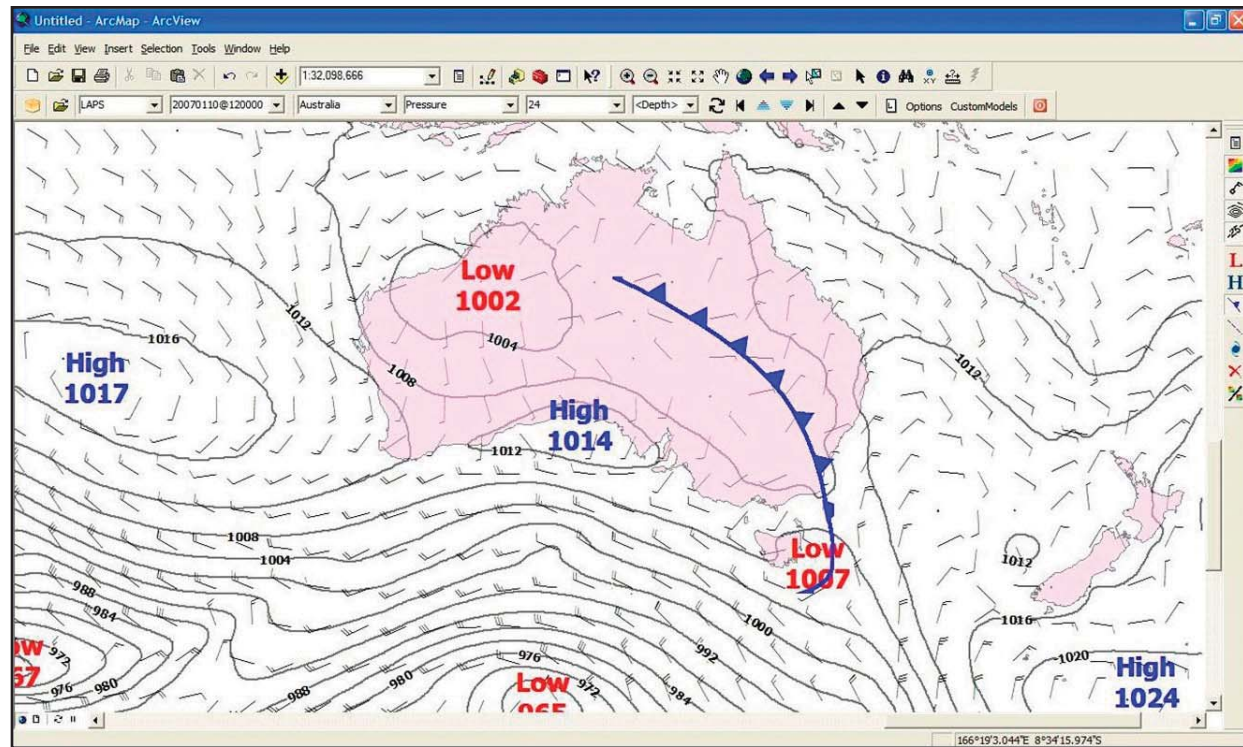 Untitled - ArcMap - ArcView
File Edit View Insert Selection Tools Window Help
1:32,098,666
LAPS 20070110@120000 Australia Pressure 24 <Depth> L Options CustomModels
XY
L
H
Low
1002
1012
1016
1004
High
1017
1008
1012
High
1014
1012
1008
1004
Low
1007
1012
988
984
1000
1016
972
976
980
988
980
976
972
992
984
1020
High
1024
Low
965
166°19'3.044"E 8°34'15.974"S